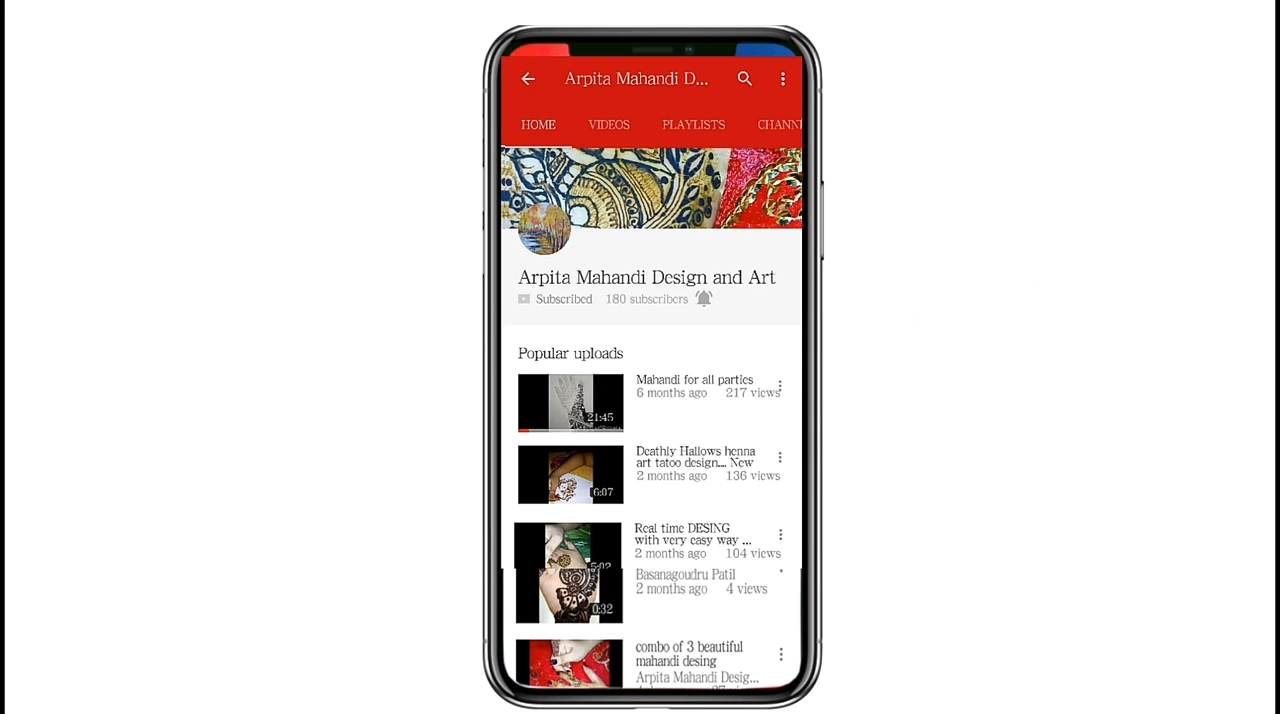 Arpita Mahandi D...
HOME VIDEOS PLAYLISTS CHANN
Arpita Mahandi Design and Art
Subscribed 180 subscribers
Popular uploads
Mahandi for all parties
6 months ago 217 views
21:45
Deathly Hallows henna
art tatoo design.... New
2 months ago 136 views
6:07
Real time DESING
with very easy way ...
2 months ago 104 views
5:02
Basanagoudru Patil
2 months ago 4 views
0:32
combo of 3 beautiful
mahandi desing
Arpita Mahandi Desig...